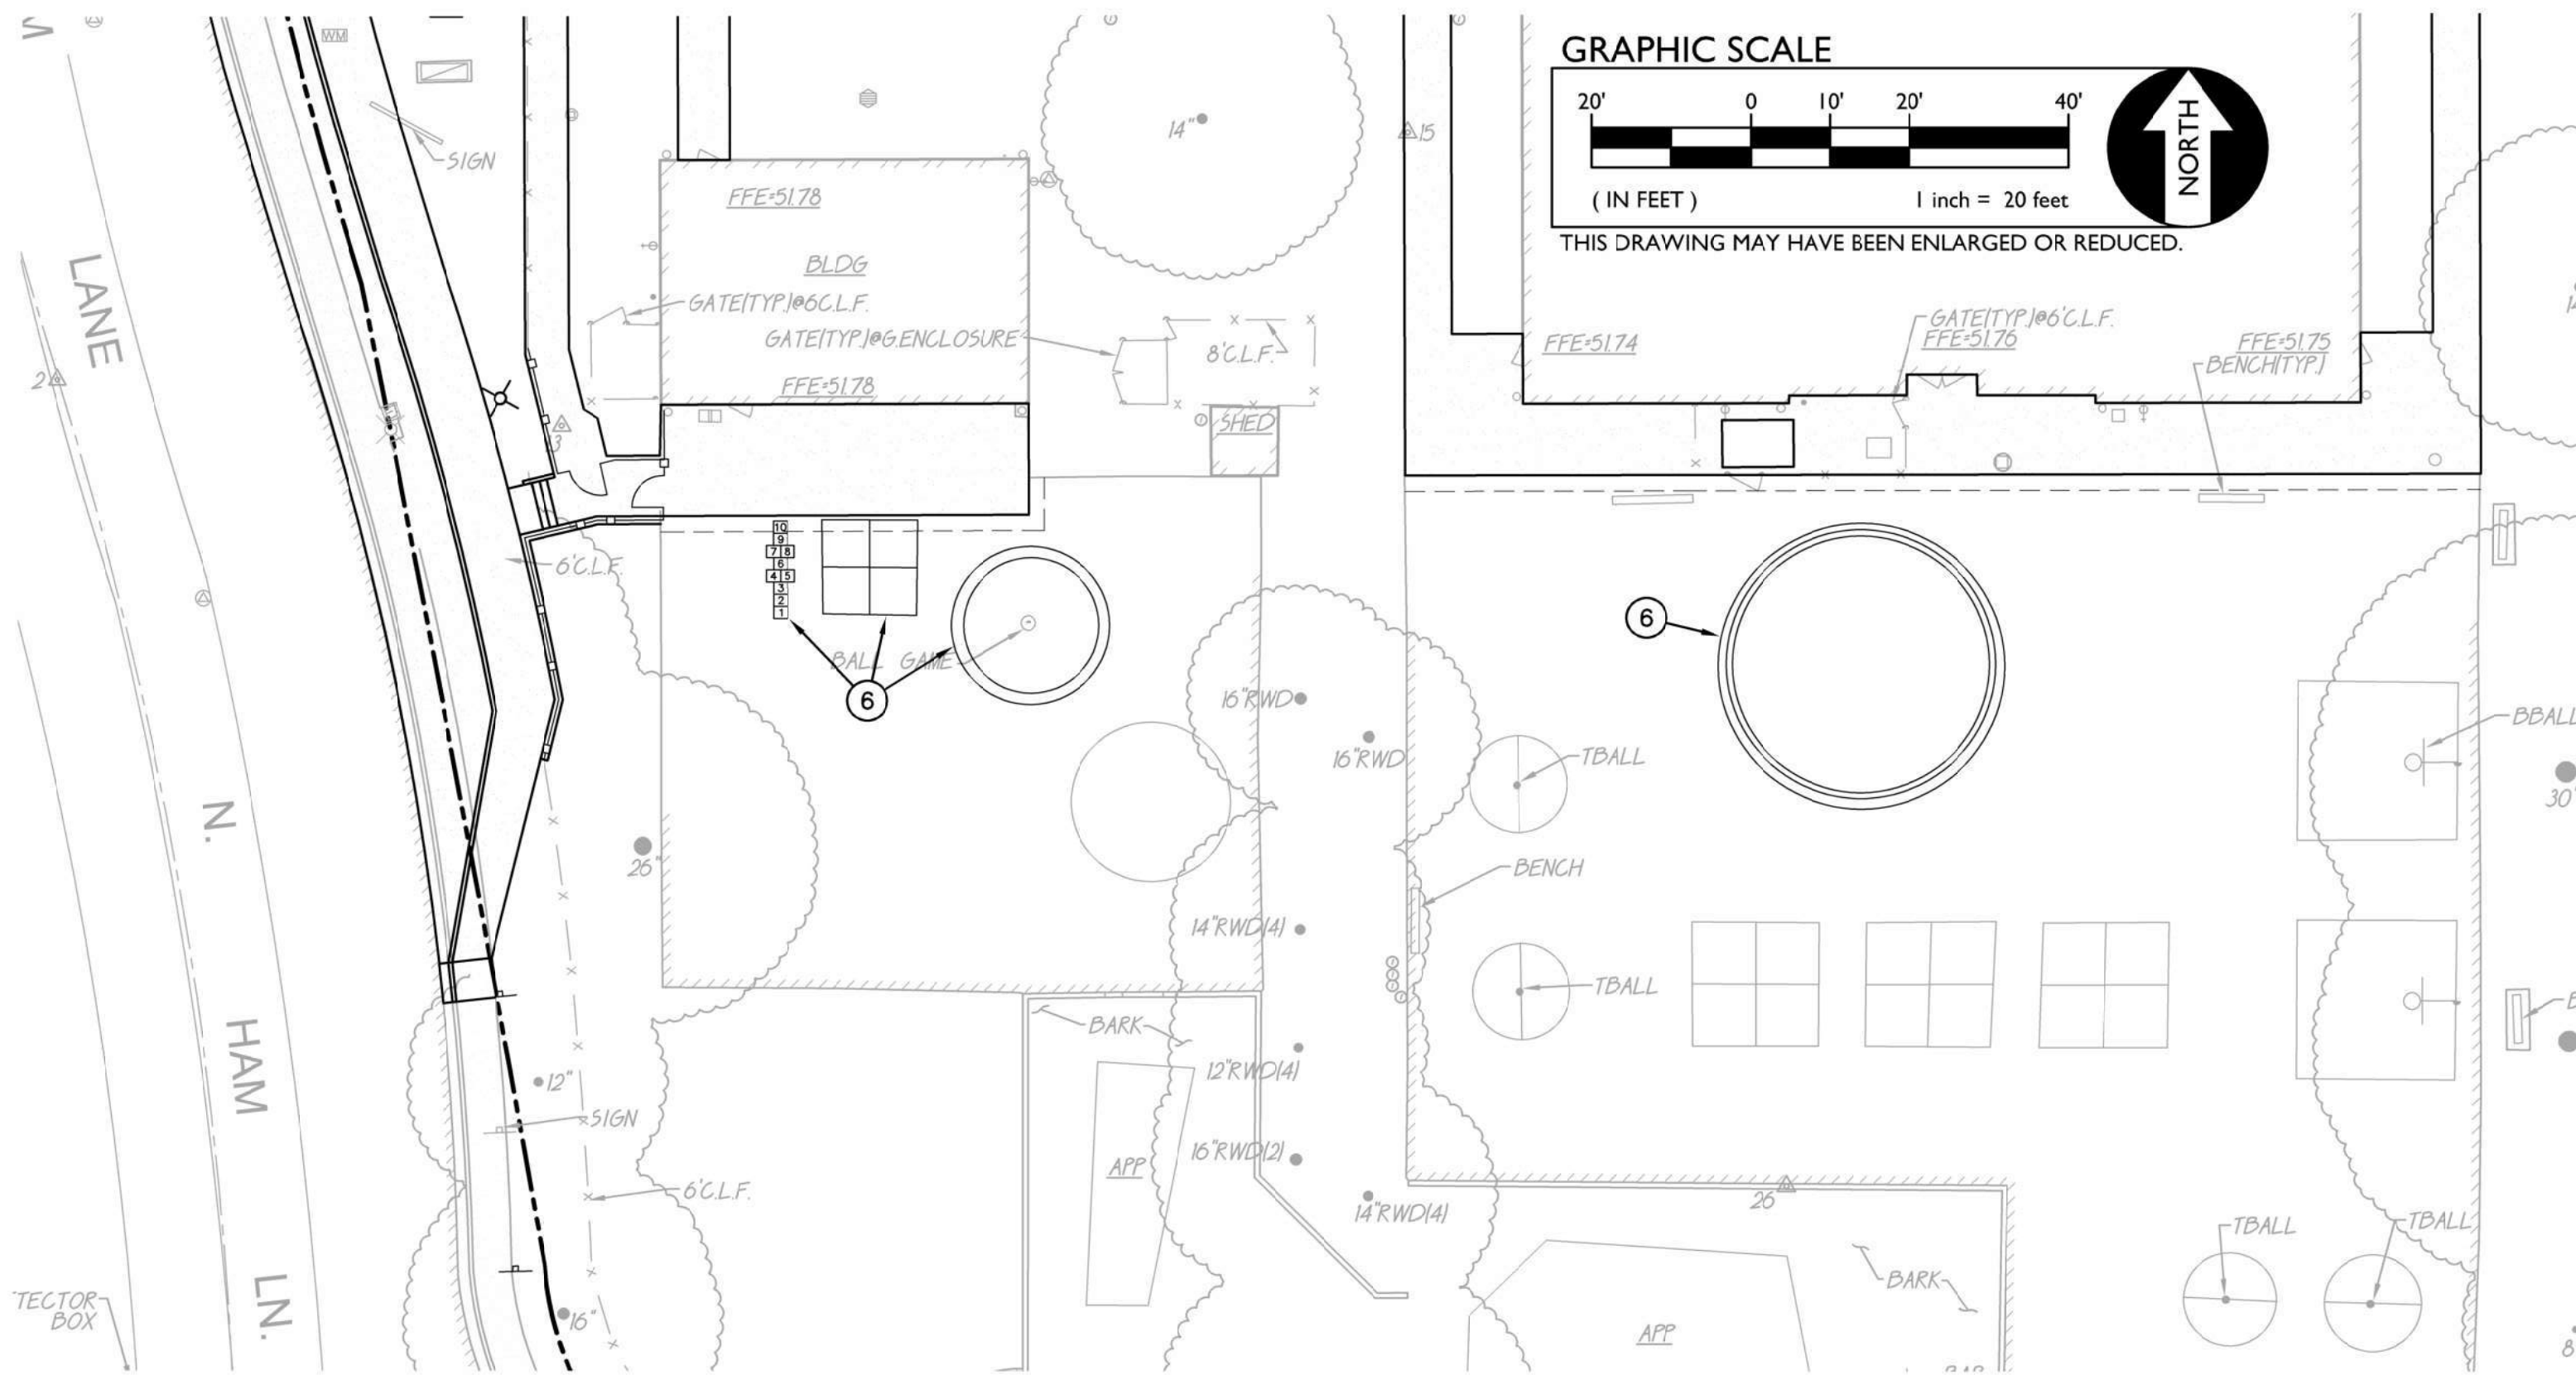 WM
SIGN
14"
15
GRAPHIC SCALE
20' 0 10' 20' 40'
( IN FEET )
1 inch = 20 feet
NORTH
THIS DRAWING MAY HAVE BEEN ENLARGED OR REDUCED.
FFE=51.78
BLDG
GATE(TYP.)@6'C.L.F.
GATE(TYP.)@G.ENCLOSURE
8'C.L.F.
FFE=51.78
SHED
LANE
2
13
FFE=51.74
GATE(TYP.)@6'C.L.F.
FFE=51.76
FFE=51.75
BENCH(TYP.)
10
9
7 8
6
4 5
3
2
1
6'C.L.F.
BALL GAME
6
6
16"RWD
16"RWD
TBALL
BBALL
30"
N.
26"
BENCH
14"RWD(4)
TBALL
HAM
BARK
12"
12"RWD(4)
SIGN
APP
16"RWD(2)
6'C.L.F.
14"RWD(4)
26
TBALL
TBALL
BARK
APP
LN.
TECTOR
BOX
16"
8